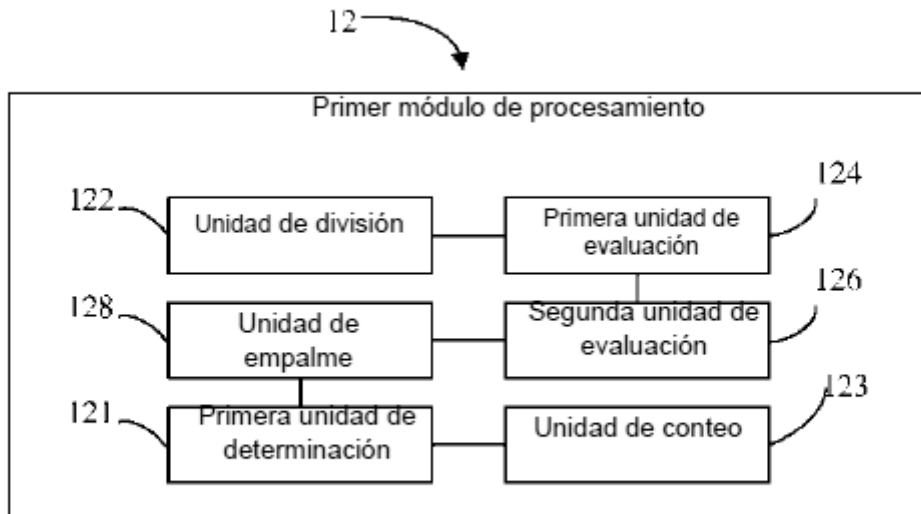 12
Primer módulo de procesamiento
122
Unidad de división
Primera unidad de
evaluación
124
128
Unidad de
empalme
Segunda unidad de
evaluación
126
121
Primera unidad de
determinación
Unidad de conteo
123